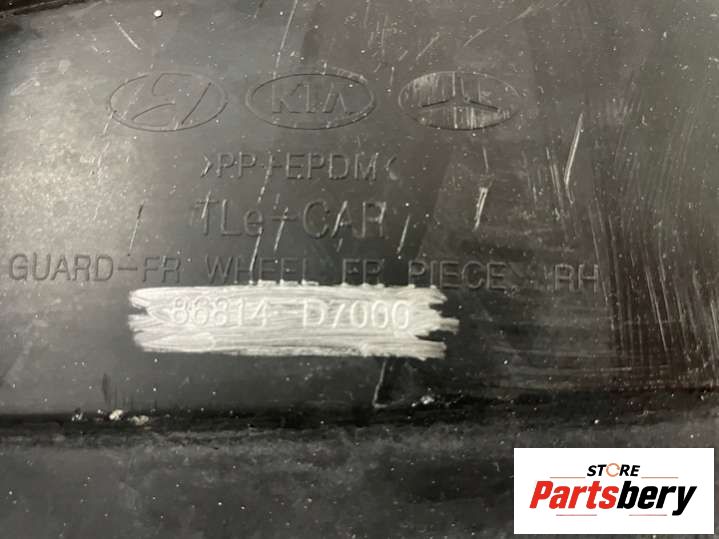 KIA
>PP+EPDM<
TLe-CAR
GUARD-FR WHEEL FR PIECE, RH
86814-D7000
STORE
Partsbery